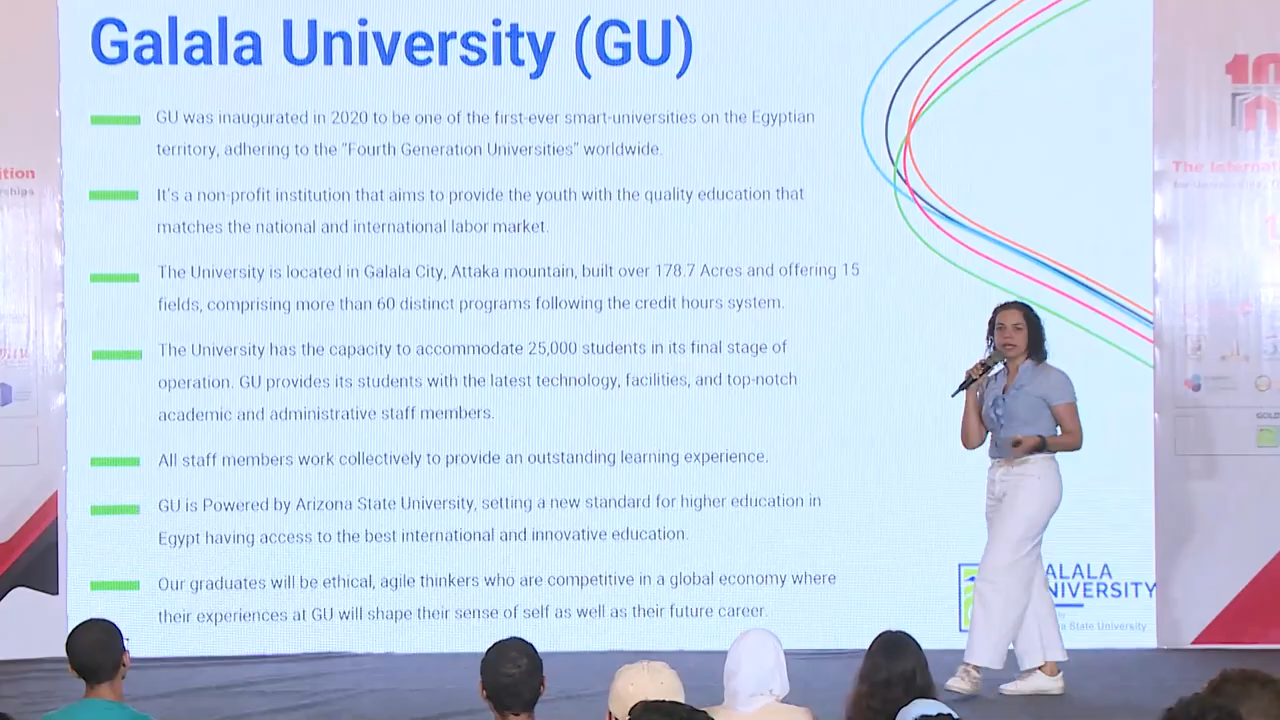 Galala University (GU)
GU was inaugurated in 2020 to be one of the first-ever smart-universities on the Egyptian
territory, adhering to the "Fourth Generation Universities" worldwide.
It's a non-profit institution that aims to provide the youth with the quality education that
matches the national and international labor market.
The University is located in Galala City, Attaka mountain, built over 178.7 Acres and offering 15
fields, comprising more than 60 distinct programs following the credit hours system.
The University has the capacity to accommodate 25,000 students in its final stage of
operation. GU provides its students with the latest technology, facilities, and top-notch
academic and administrative staff members.
All staff members work collectively to provide an outstanding learning experience.
GU is Powered by Arizona State University, setting a new standard for higher education in
Egypt having access to the best international and innovative education.
Our graduates will be ethical, agile thinkers who are competitive in a global economy where
their experiences at GU will shape their sense of self as well as their future career.
ALALA
NIVERSITY
a State University
ition
rships
10
The Internat
GOLD